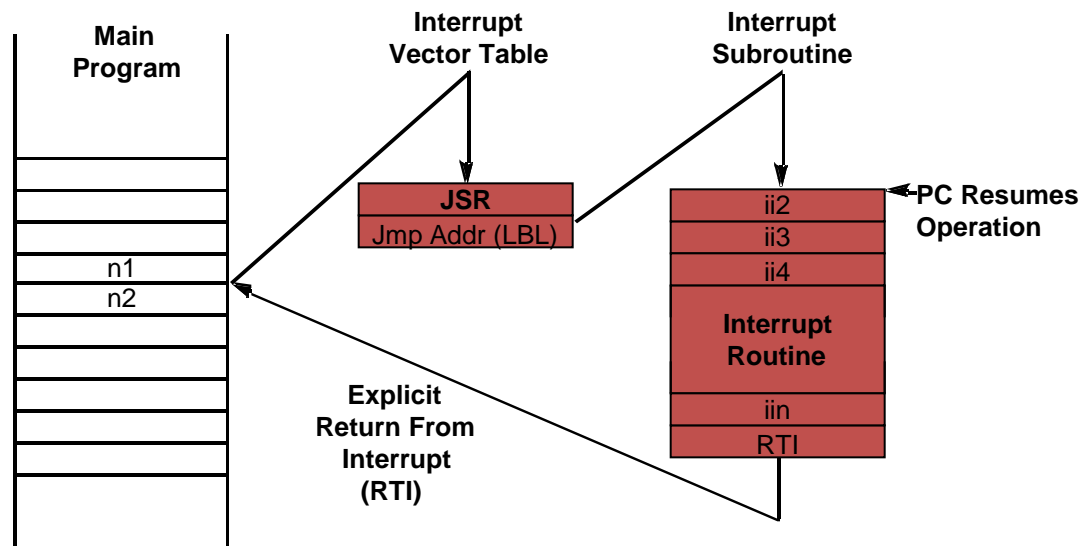 Main
Program
Interrupt
Vector Table
Interrupt
Subroutine
n1
n2
JSR
Jmp Addr (LBL)
ii2
ii3
ii4
Interrupt
Routine
iin
RTI
PC Resumes
Operation
Explicit
Return From
Interrupt
(RTI)